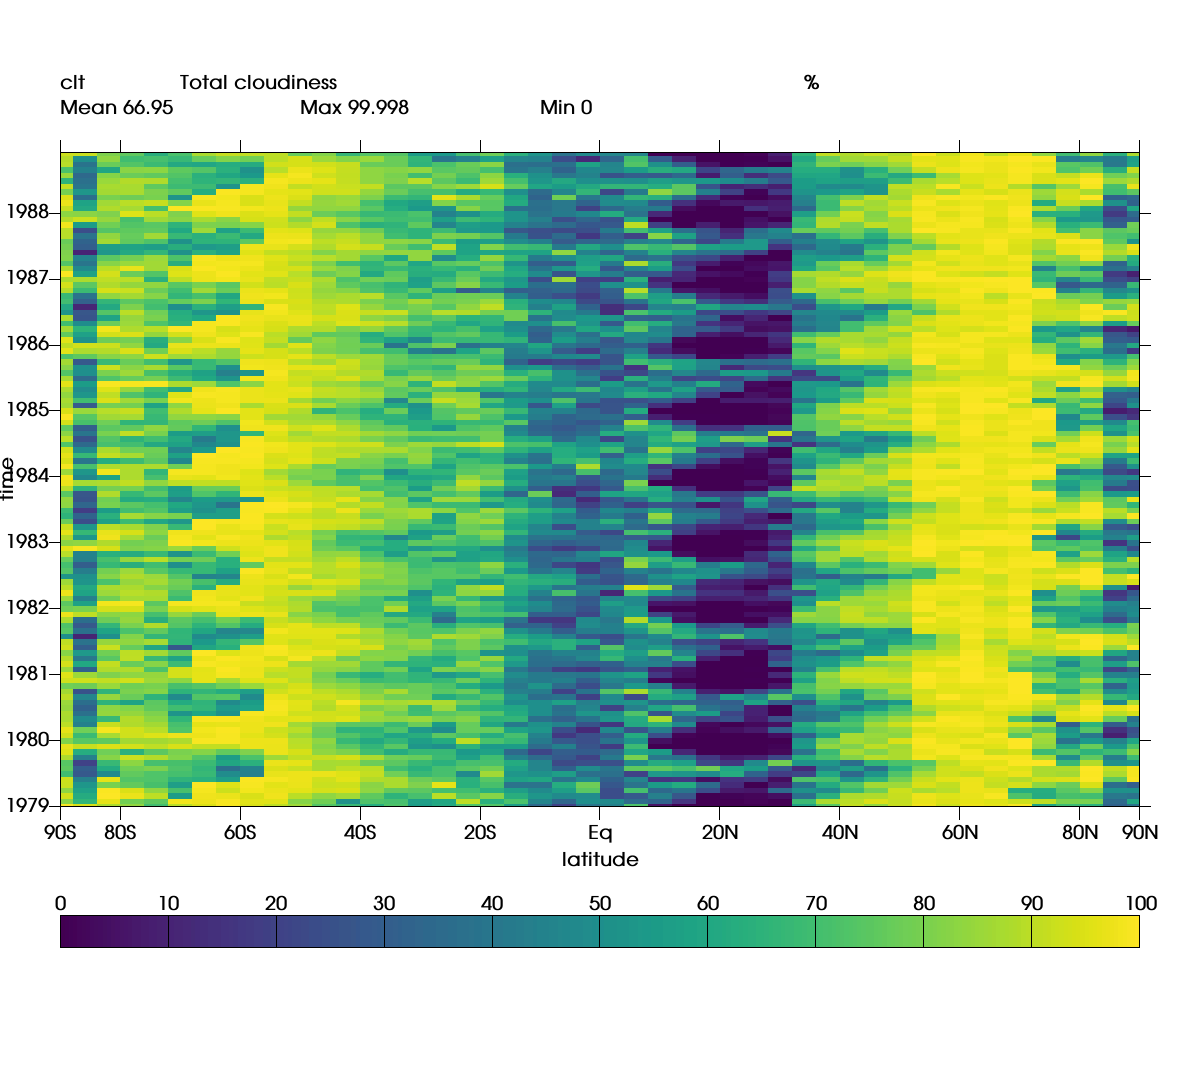 clt Total cloudiness %
Mean 66.95 Max 99.998 Min 0
1988
1987
1986
1985
1984
1983
1982
1981
1980
1979
time
90S 80S 60S 40S 20S Eq 20N 40N 60N 80N 90N
latitude
0 10 20 30 40 50 60 70 80 90 100